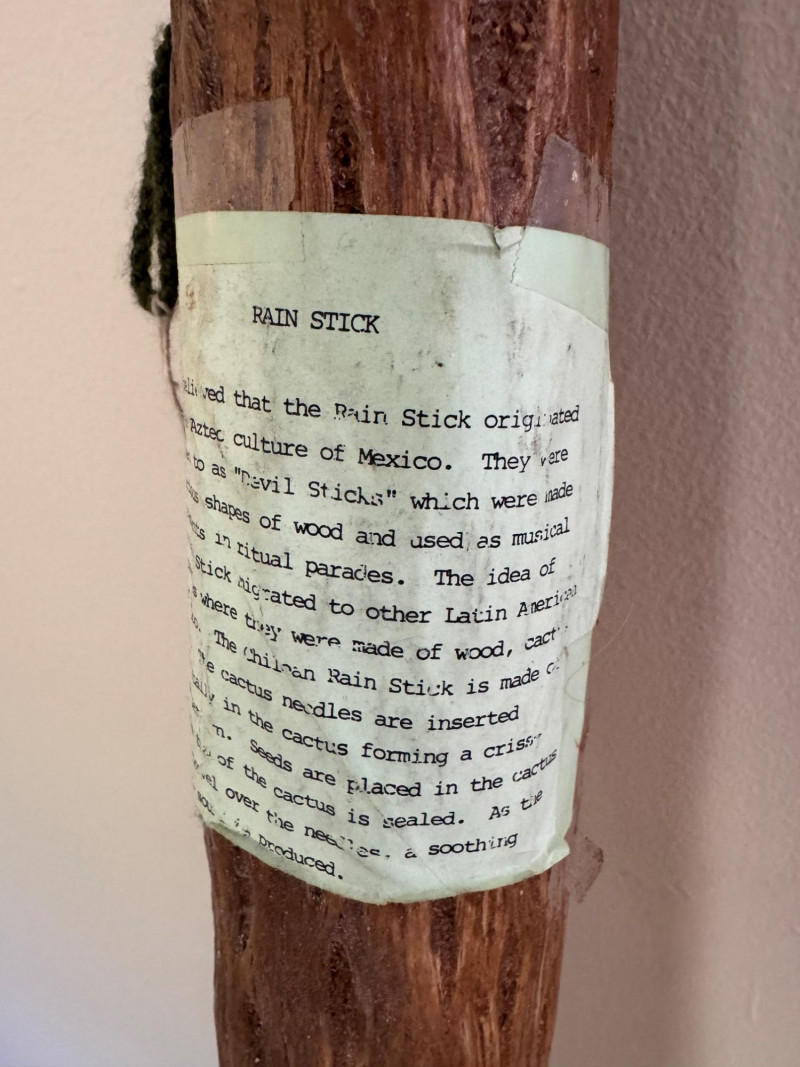 RAIN STICK
that the Rain Stick originated
Aztec culture of Mexico. They were
to as "Devil Sticks" which were made
shapes of wood and used as musical
in ritual parades. The idea of
Stick migrated to other Latin American
where they were made of wood,
The Chilean Rain Stick is made
cactus needles are inserted
in the cactus forming a criss-
Seeds are placed in the cactus
of the cactus is sealed. As the
over the needles, a soothing
produced.